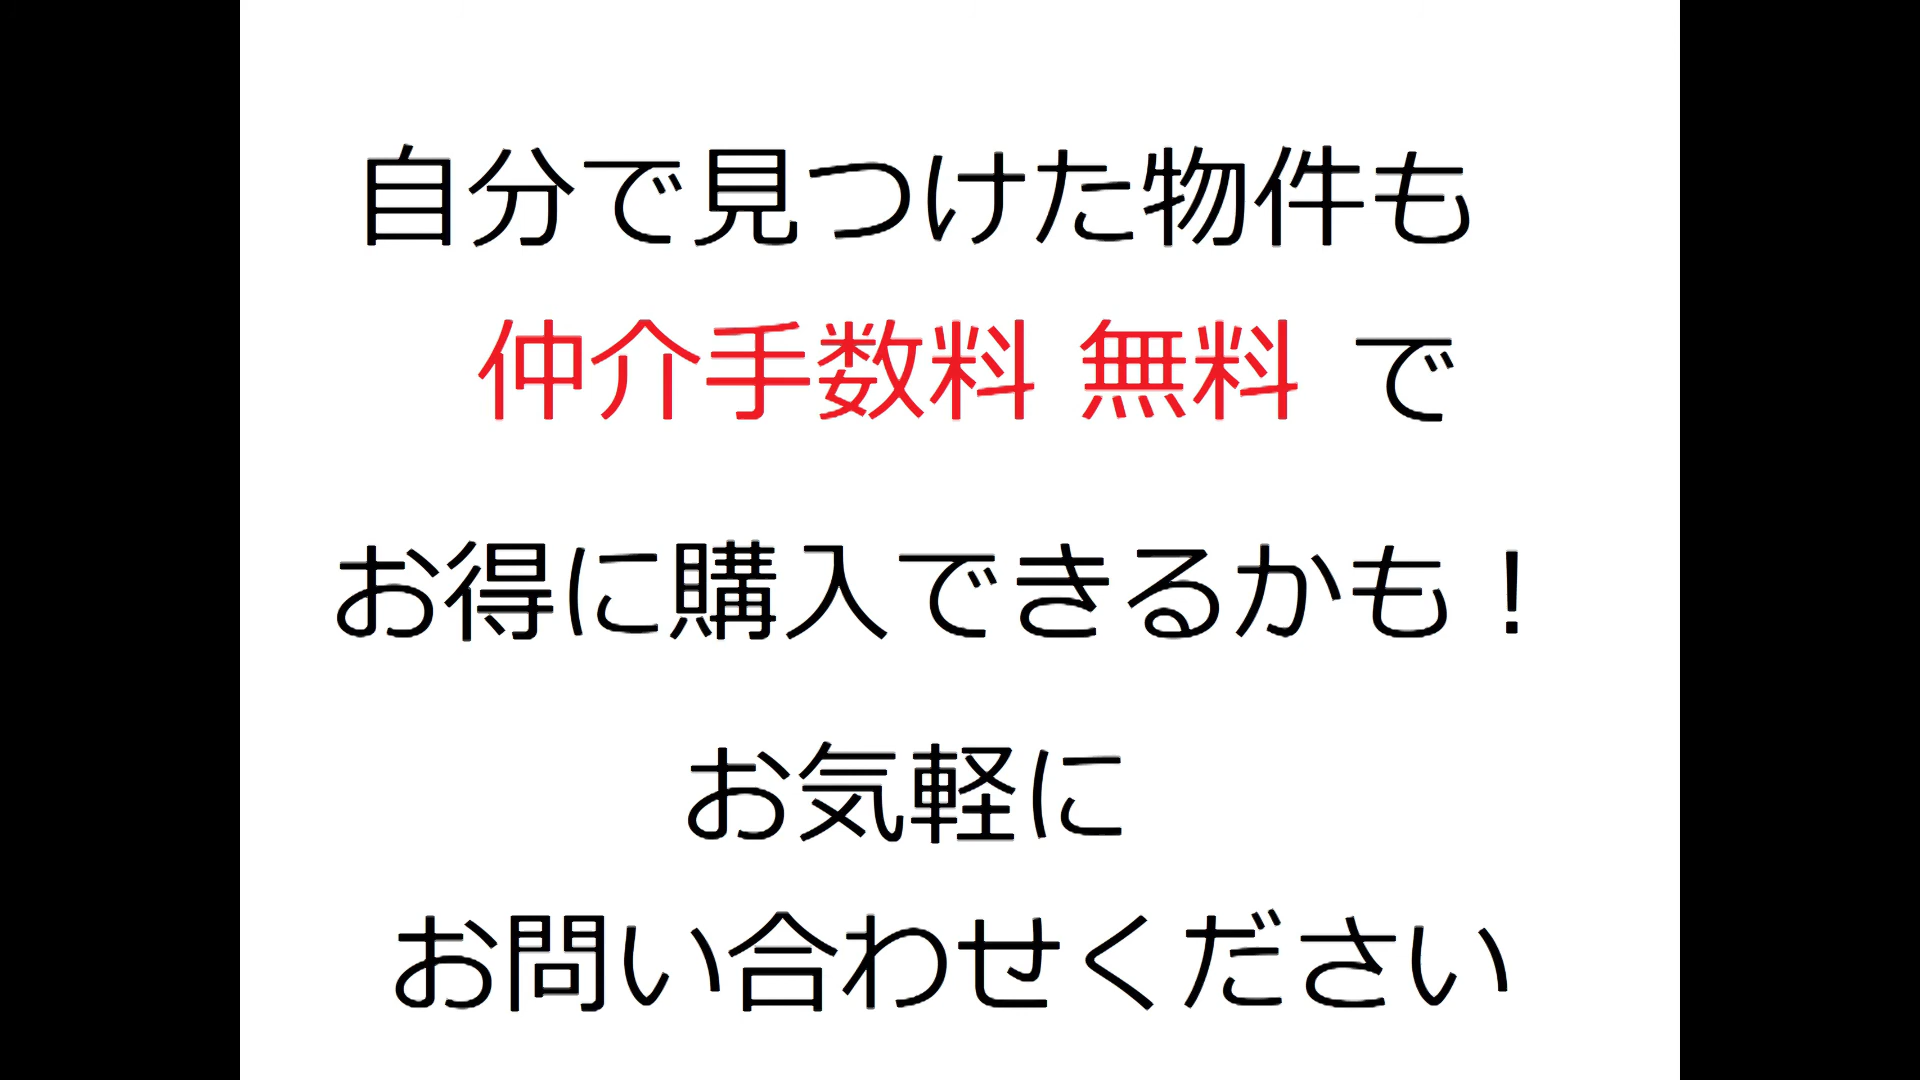 自分で見つけた物件も
仲介手数料 無料 で
お得に購入できるかも！
お気軽に
お問い合わせください